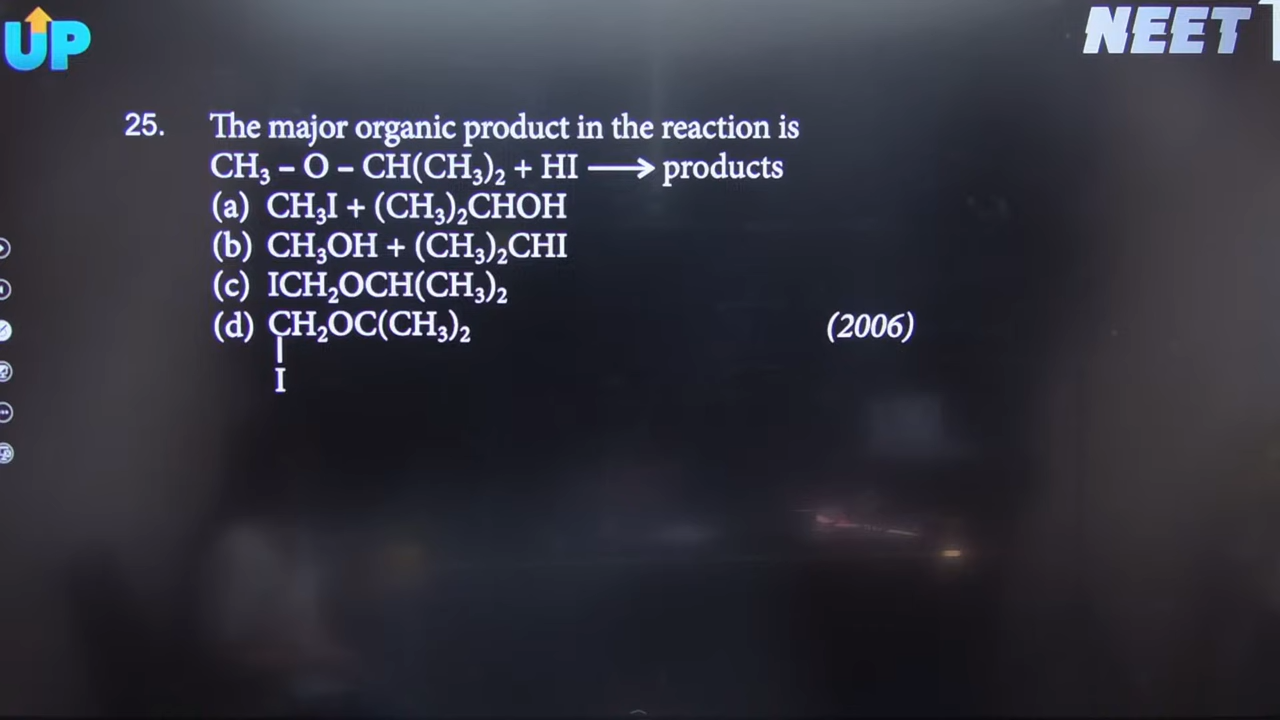 UP
NEET
25. The major organic product in the reaction is
CH₃ – O – CH(CH₃)₂ + HI ⟶ products
(a) CH₃I + (CH₃)₂CHOH
(b) CH₃OH + (CH₃)₂CHI
(c) ICH₂OCH(CH₃)₂
(d) CH₂OC(CH₃)₂ (2006)
|
I